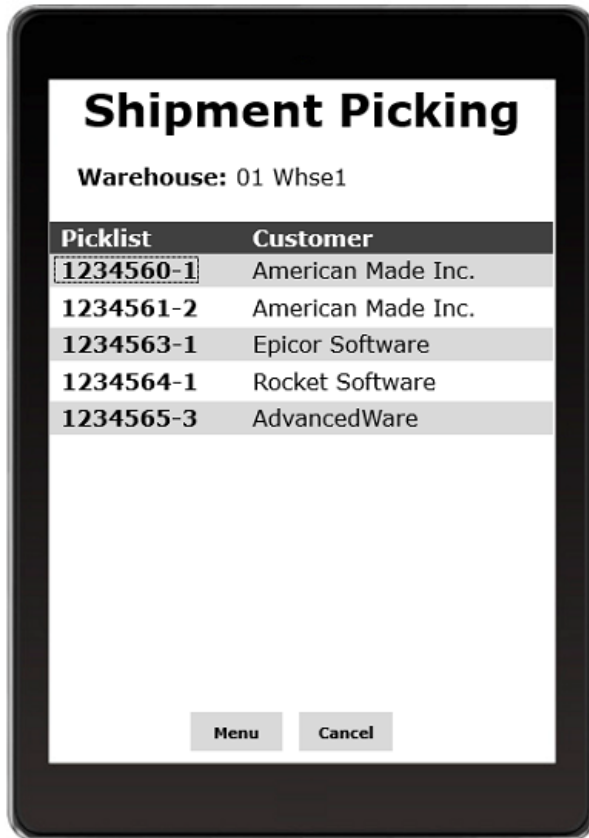 Shipment Picking
Warehouse: 01 Whse1
Picklist Customer
1234560-1 American Made Inc.
1234561-2 American Made Inc.
1234563-1 Epicor Software
1234564-1 Rocket Software
1234565-3 AdvancedWare
Menu Cancel